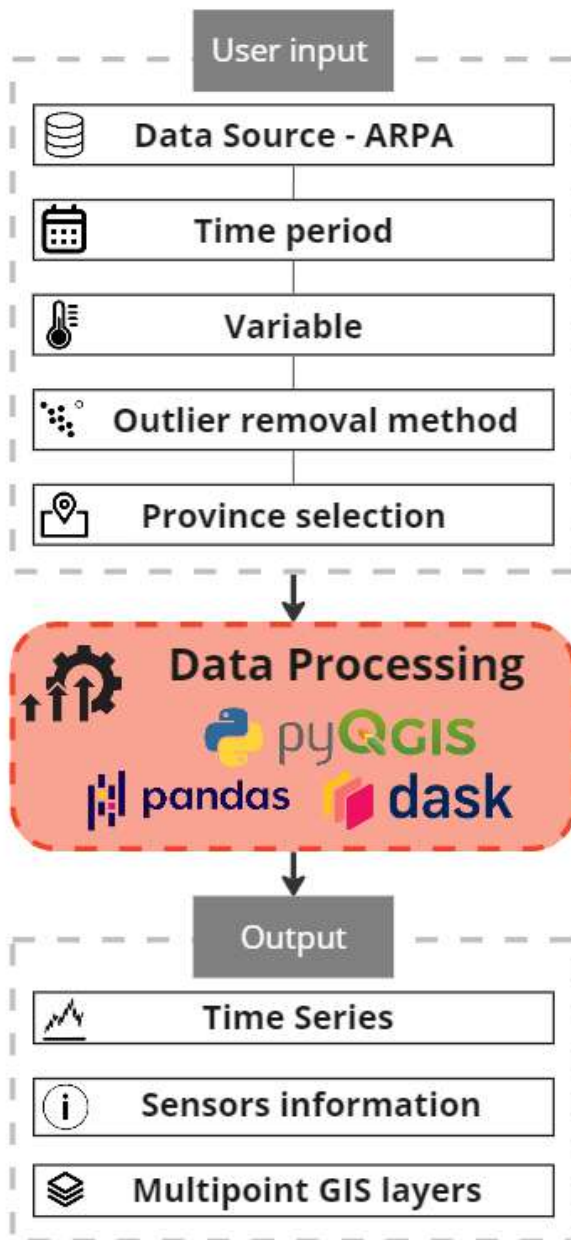 User input
Data Source - ARPA
Time period
Variable
Outlier removal method
Province selection
Data Processing
pyQGIS
pandas dask
Output
Time Series
i Sensors information
Multipoint GIS layers